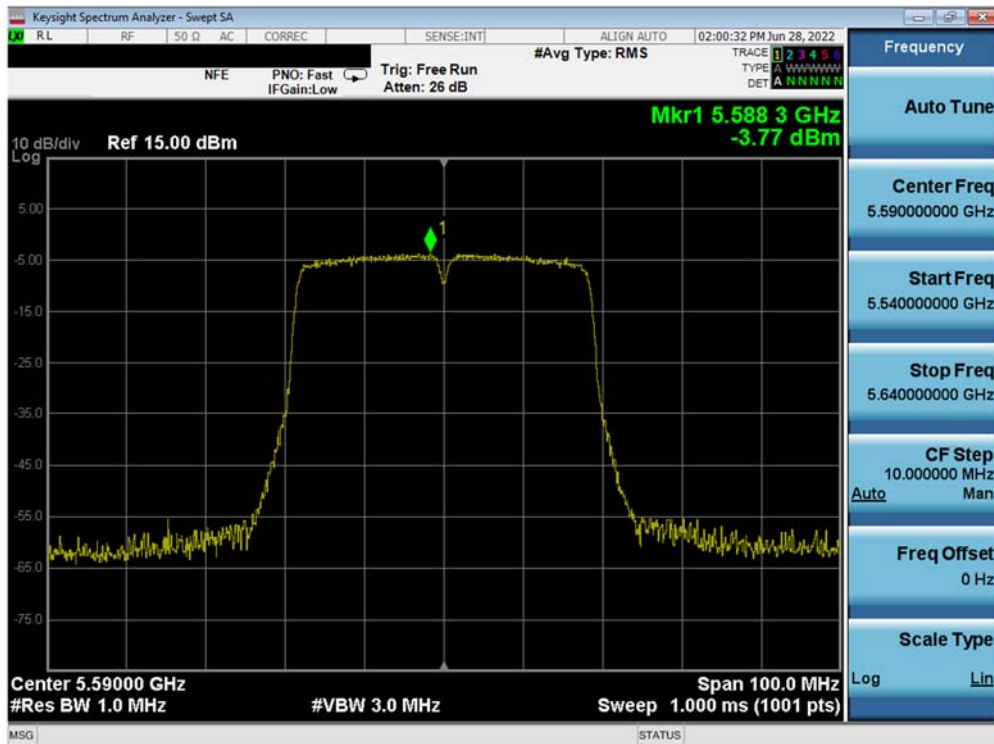 Keysight Spectrum Analyzer - Swept SA
LXI RL RF 50 Ω AC CORREC SENSE:INT ALIGN AUTO 02:00:32 PM Jun 28, 2022
#Avg Type: RMS TRACE 1 2 3 4 5 6
NFE PNO: Fast Trig: Free Run TYPE A WWWWW
IFGain:Low Atten: 26 dB DET A N N N N N
Mkr1 5.588 3 GHz
-3.77 dBm
10 dB/div Ref 15.00 dBm
Log
5.00
-5.00
-15.0
-25.0
-35.0
-45.0
-55.0
-65.0
-75.0
1
Center 5.59000 GHz Span 100.0 MHz
#Res BW 1.0 MHz #VBW 3.0 MHz Sweep 1.000 ms (1001 pts)
MSG STATUS
Frequency
Auto Tune
Center Freq
5.590000000 GHz
Start Freq
5.540000000 GHz
Stop Freq
5.640000000 GHz
CF Step
10.000000 MHz
Auto Man
Freq Offset
0 Hz
Scale Type
Log Lin